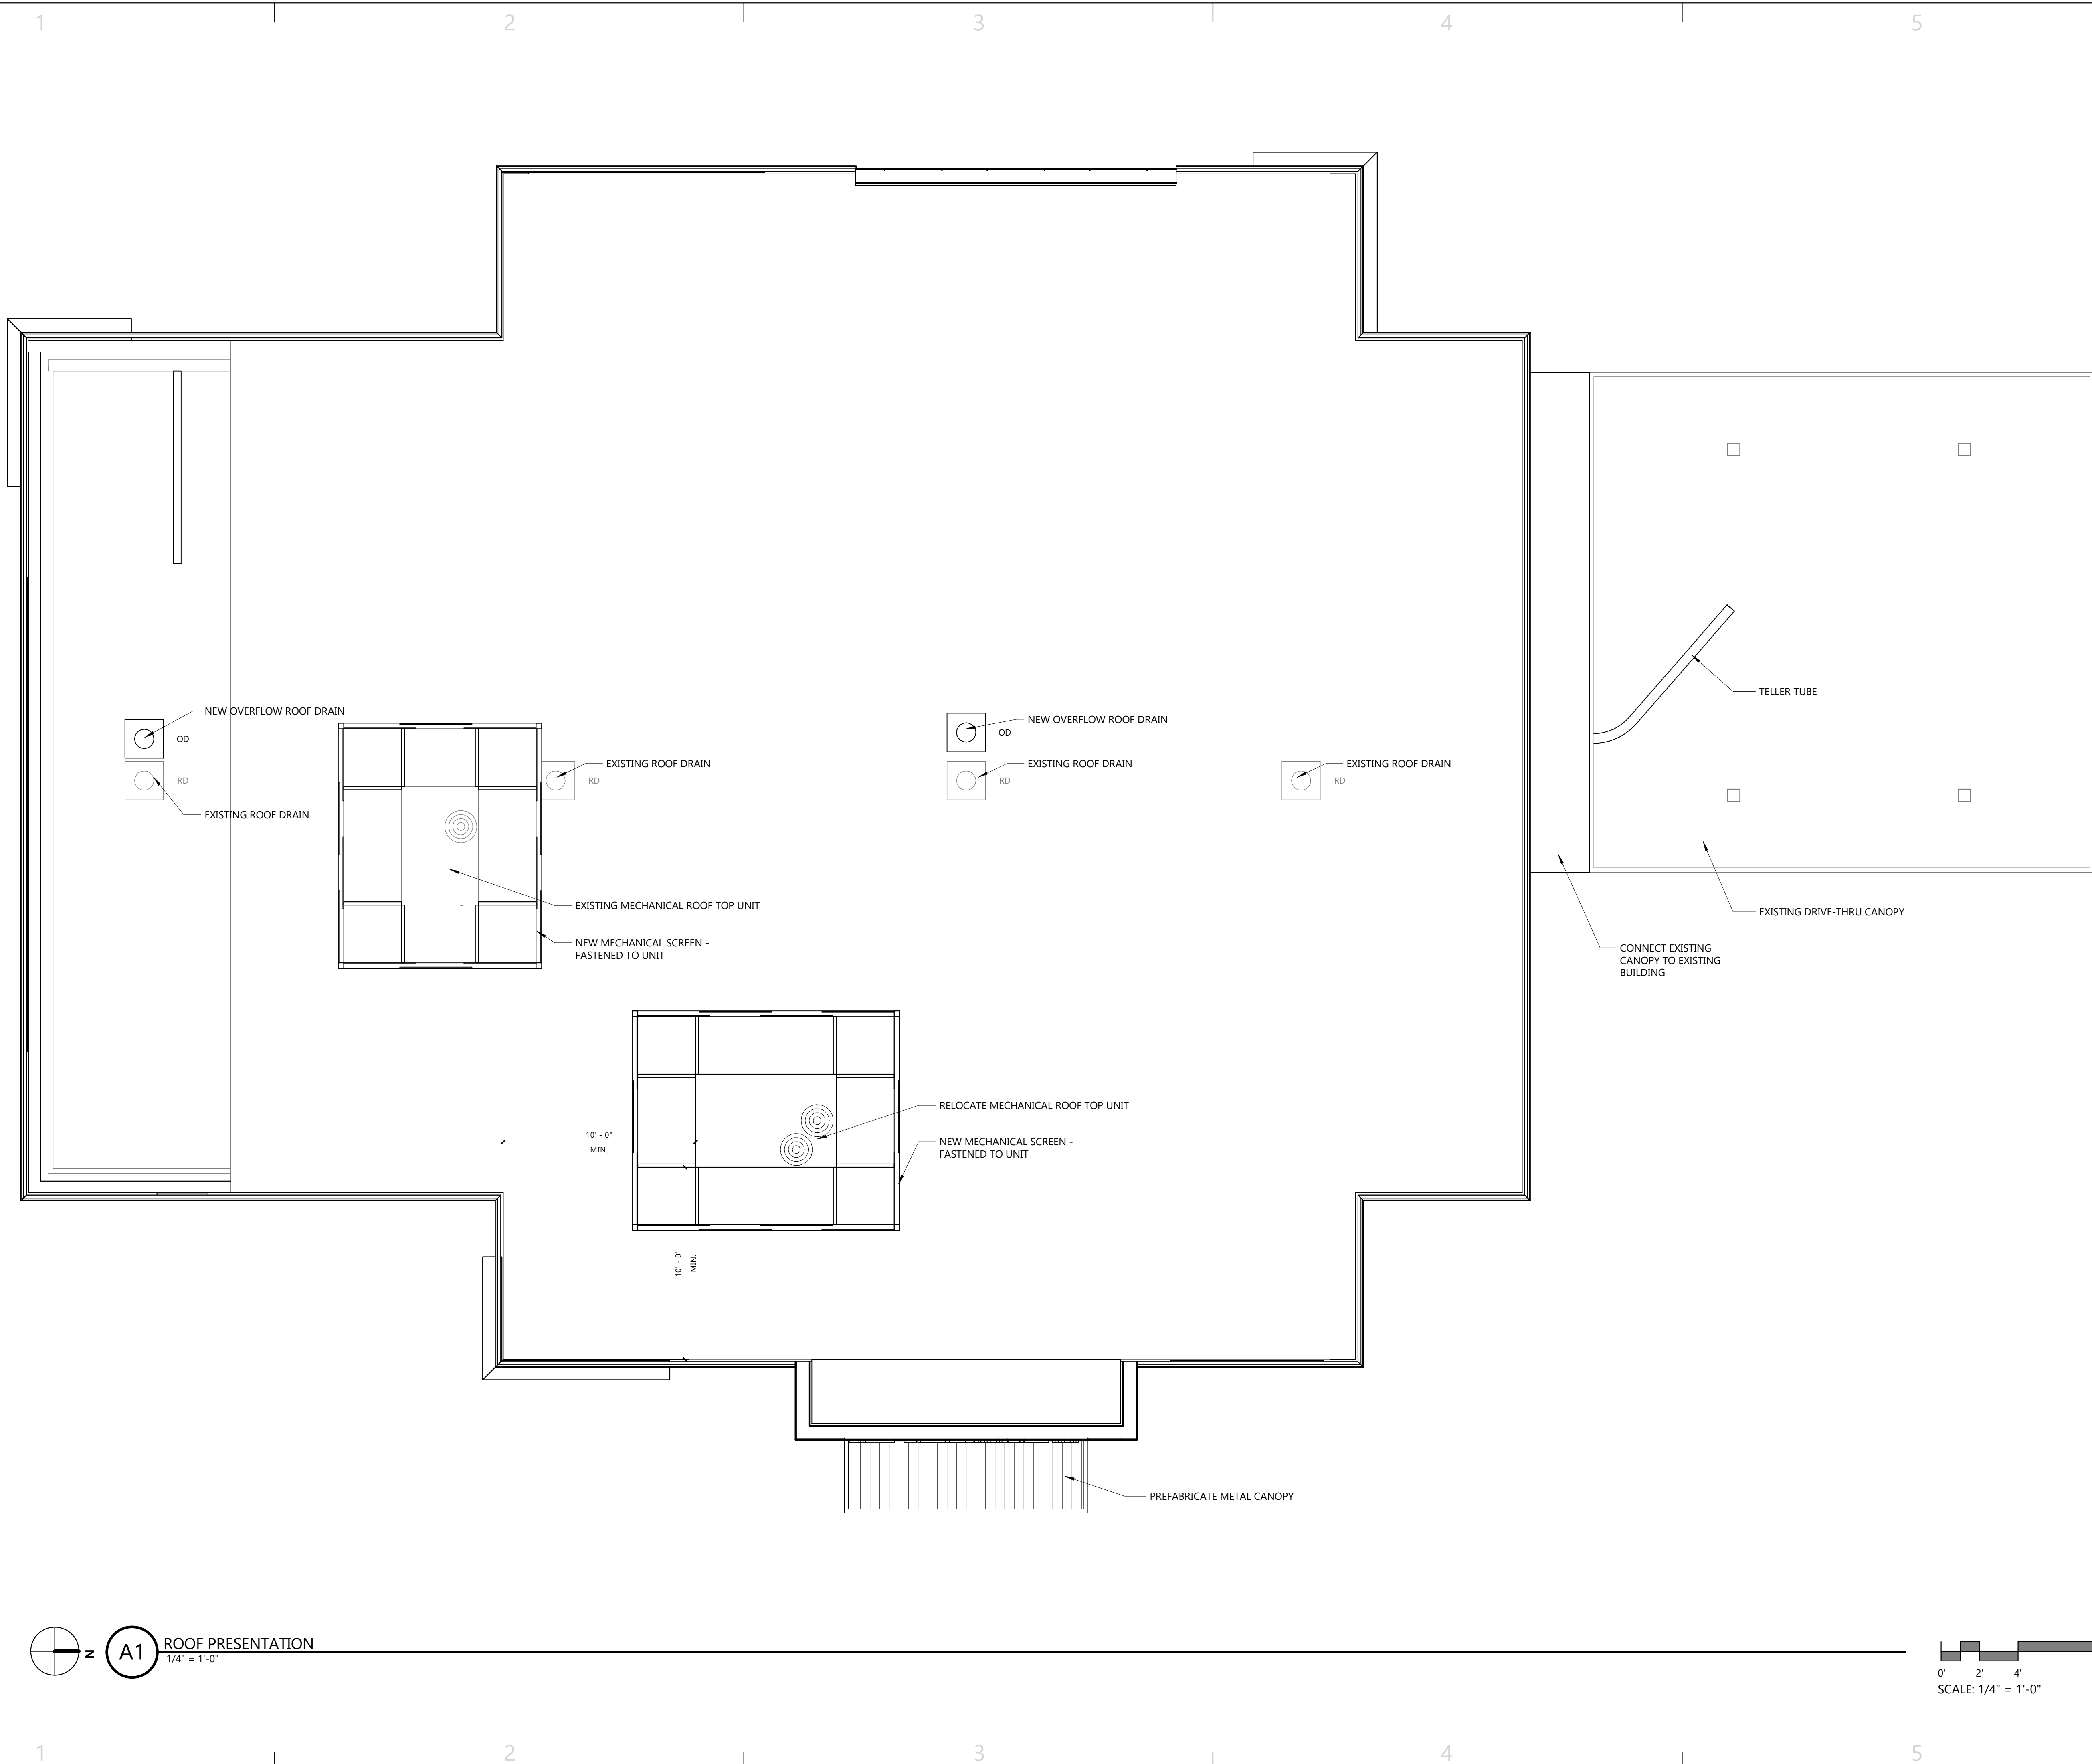 1 2 3 4 5
NEW OVERFLOW ROOF DRAIN
OD
RD
EXISTING ROOF DRAIN
EXISTING ROOF DRAIN
RD
NEW OVERFLOW ROOF DRAIN
OD
EXISTING ROOF DRAIN
RD
EXISTING ROOF DRAIN
RD
TELLER TUBE
EXISTING MECHANICAL ROOF TOP UNIT
NEW MECHANICAL SCREEN -
FASTENED TO UNIT
EXISTING DRIVE-THRU CANOPY
CONNECT EXISTING
CANOPY TO EXISTING
BUILDING
RELOCATE MECHANICAL ROOF TOP UNIT
NEW MECHANICAL SCREEN -
FASTENED TO UNIT
10' - 0"
MIN.
10' - 0"
MIN.
PREFABRICATE METAL CANOPY
N
A1
ROOF PRESENTATION
1/4" = 1'-0"
0' 2' 4'
SCALE: 1/4" = 1'-0"
1 2 3 4 5